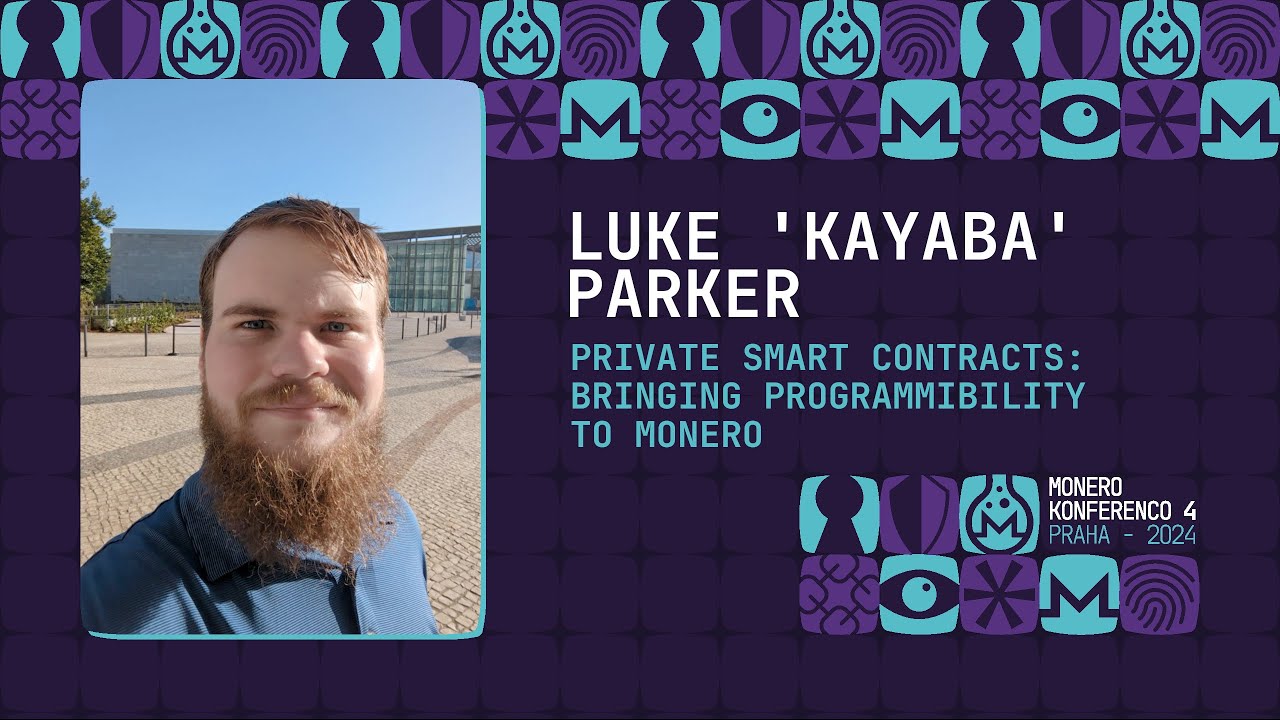 LUKE 'KAYABA'
PARKER
PRIVATE SMART CONTRACTS:
BRINGING PROGRAMMIBILITY
TO MONERO
MONERO
KONFERENCO 4
PRAHA - 2024